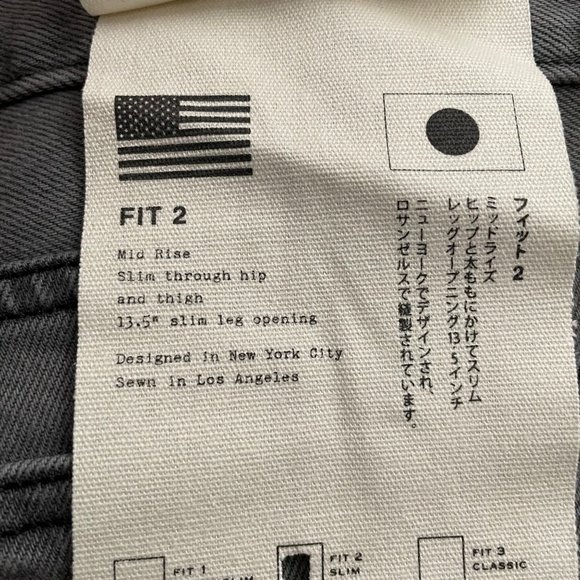 FIT 2
Mid Rise
Slim through hip
and thigh
13.5" slim leg opening
Designed in New York City
Sewn in Los Angeles
フィット2
ミッドライズ
ヒップと太ももにかけてスリム
レッグオープニング13.5インチ
ニューヨークでデザインされ、
ロサンゼルスで縫製されています。
FIT 1
FIT 2
SLIM
FIT 3
CLASSIC